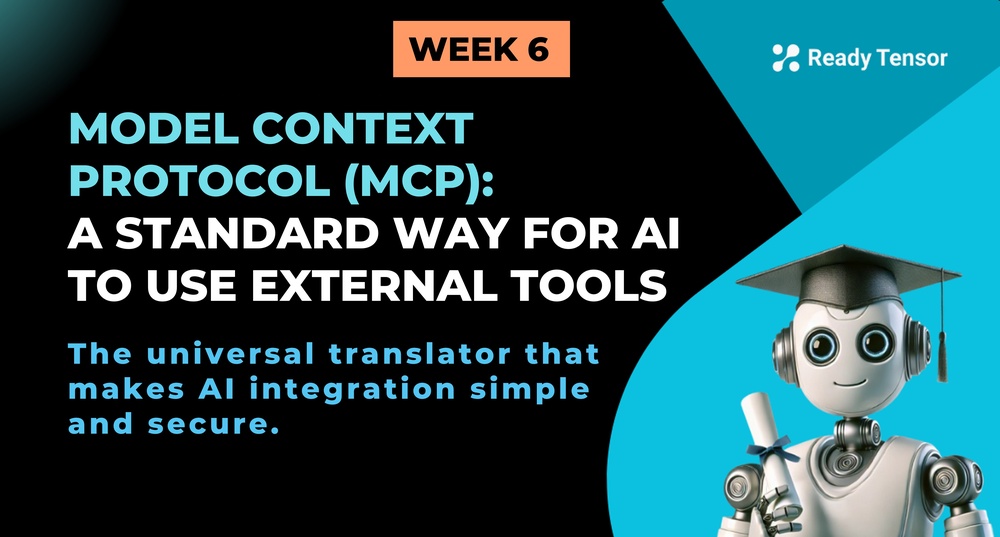 WEEK 6
Ready Tensor
MODEL CONTEXT
PROTOCOL (MCP):
A STANDARD WAY FOR AI
TO USE EXTERNAL TOOLS
The universal translator that
makes AI integration simple
and secure.